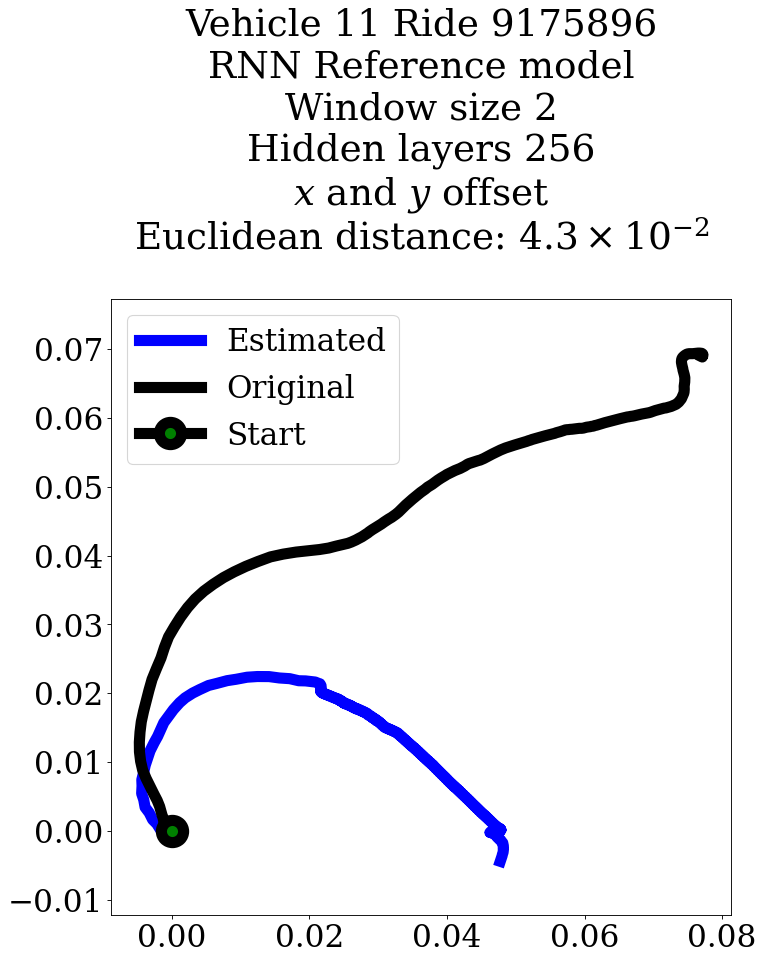 Vehicle 11 Ride 9175896
RNN Reference model
Window size 2
Hidden layers 256
x and y offset
Euclidean distance: 4.3 × 10⁻²
Estimated
Original
Start
0.07
0.06
0.05
0.04
0.03
0.02
0.01
0.00
−0.01
0.00 0.02 0.04 0.06 0.08